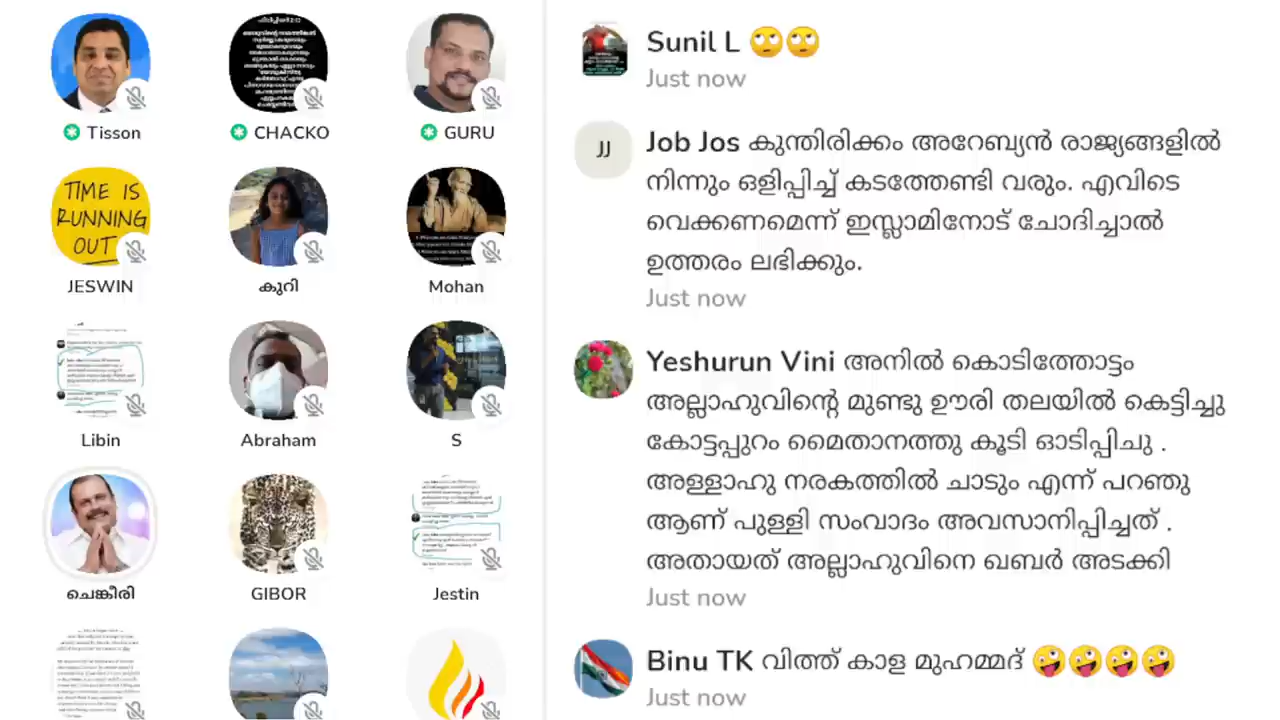 Tisson
CHACKO
GURU
TIME IS
RUNNING
OUT
JESWIN
കുറി
Mohan
Libin
Abraham
S
ചെങ്കീരി
GIBOR
Jestin
Sunil L 🙄🙄
Just now
JJ
Job Jos കുന്തിരിക്കം അറേബ്യൻ രാജ്യങ്ങളിൽ
നിന്നും ഒളിപ്പിച്ച് കടത്തേണ്ടി വരും. എവിടെ
വെക്കണമെന്ന് ഇസ്ലാമിനോട് ചോദിച്ചാൽ
ഉത്തരം ലഭിക്കും.
Just now
Yeshurun Vini അനിൽ കൊടിത്തോട്ടം
അല്ലാഹുവിന്റെ മുണ്ടു ഊരി തലയിൽ കെട്ടിച്ചു
കോട്ടപ്പുറം മൈതാനത്തു കൂടി ഓടിപ്പിചു .
അള്ളാഹു നരകത്തിൽ ചാടും എന്ന് പറഞു
ആണ് പുള്ളി സംവാദം അവസാനിപ്പിച്ചത് .
അതായത് അല്ലാഹുവിനെ ഖബർ അടക്കി
Just now
Binu TK വിത്ത് കാള മുഹമ്മദ് 🤪🤪🤪🤪
Just now